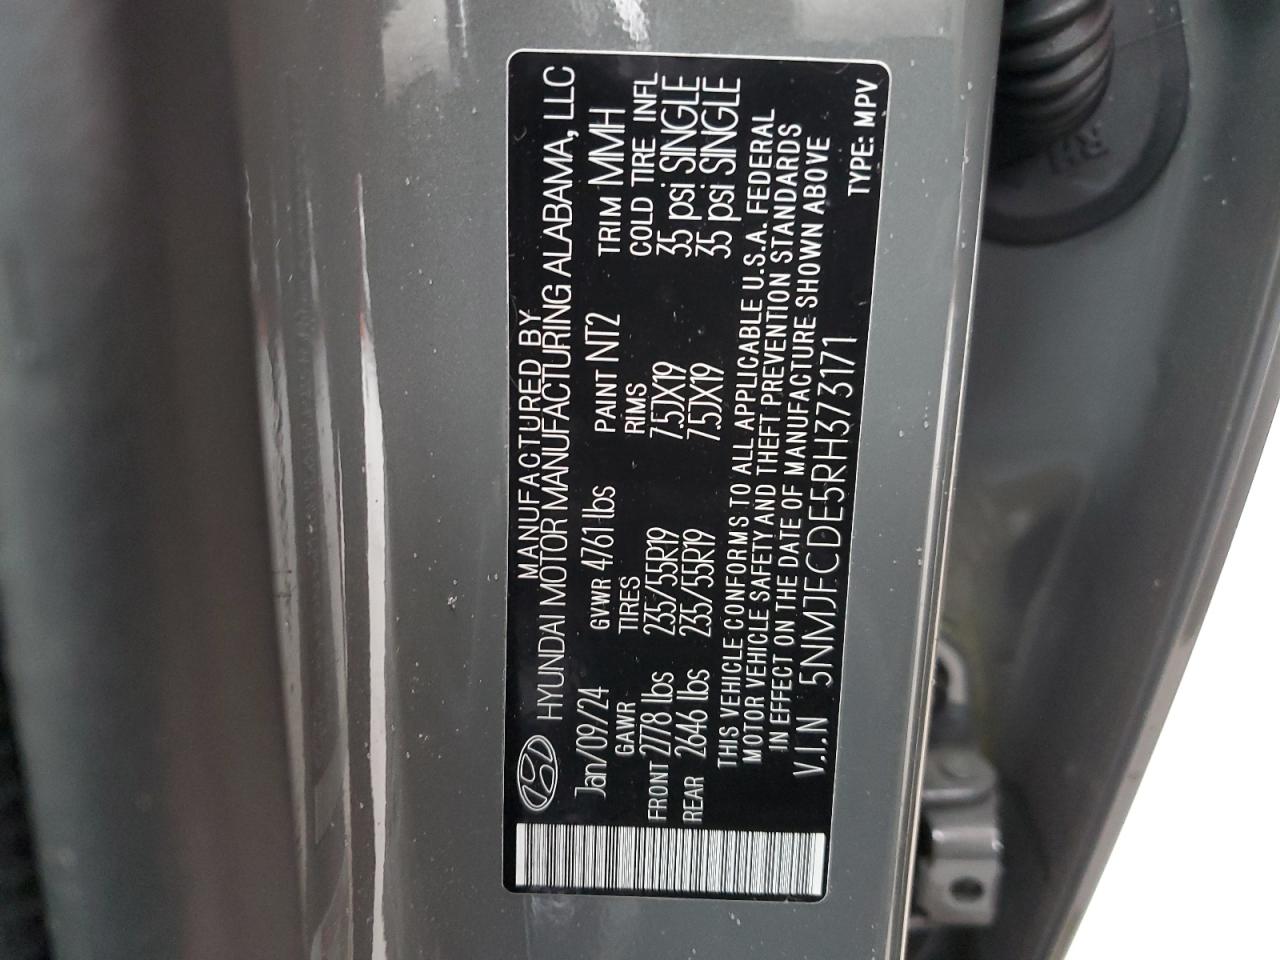 MANUFACTURED BY
HYUNDAI MOTOR MANUFACTURING ALABAMA, LLC
Jan/09/24 GVWR 4761 lbs PAINT NT2 TRIM MMH
GAWR TIRES RIMS COLD TIRE INFL
FRONT 2778 lbs 235/55R19 7.5JX19 35 psi SINGLE
REAR 2646 lbs 235/55R19 7.5JX19 35 psi SINGLE
THIS VEHICLE CONFORMS TO ALL APPLICABLE U.S.A. FEDERAL
MOTOR VEHICLE SAFETY AND THEFT PREVENTION STANDARDS
IN EFFECT ON THE DATE OF MANUFACTURE SHOWN ABOVE
V.I.N 5NMJFCDE5RH373171 TYPE: MPV
RH